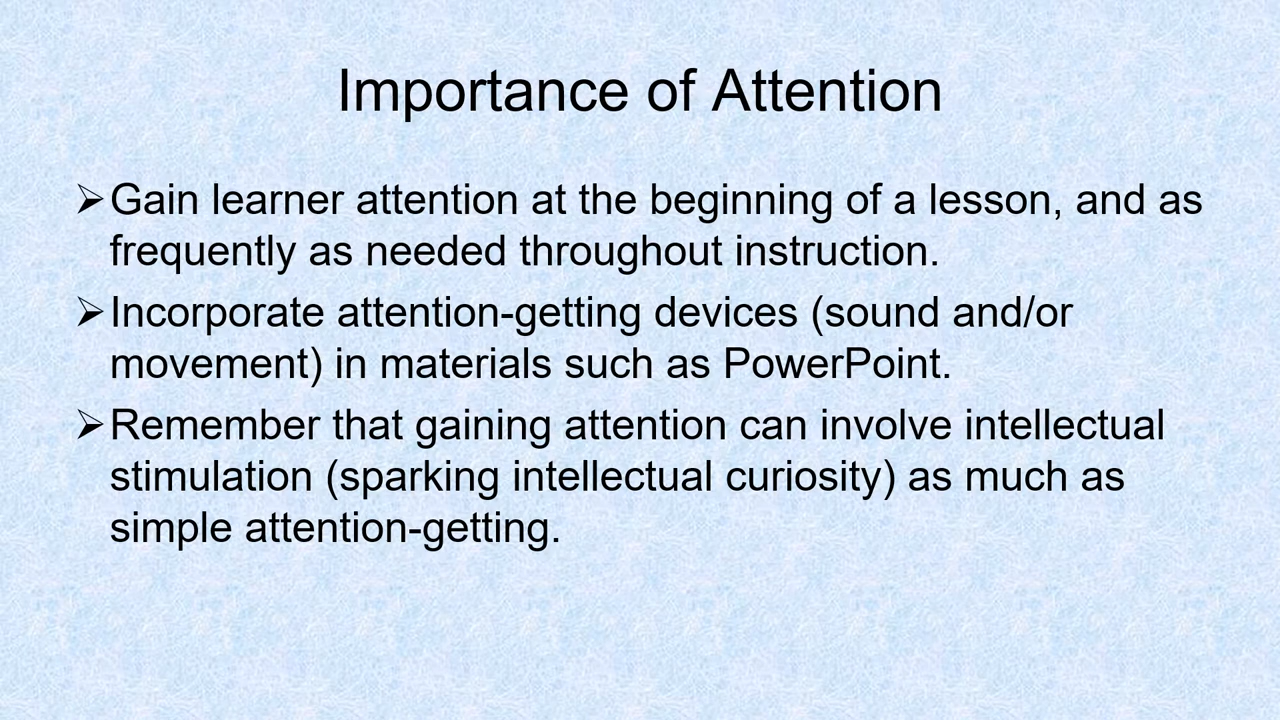 Importance of Attention
➢Gain learner attention at the beginning of a lesson, and as
frequently as needed throughout instruction.
➢Incorporate attention-getting devices (sound and/or
movement) in materials such as PowerPoint.
➢Remember that gaining attention can involve intellectual
stimulation (sparking intellectual curiosity) as much as
simple attention-getting.